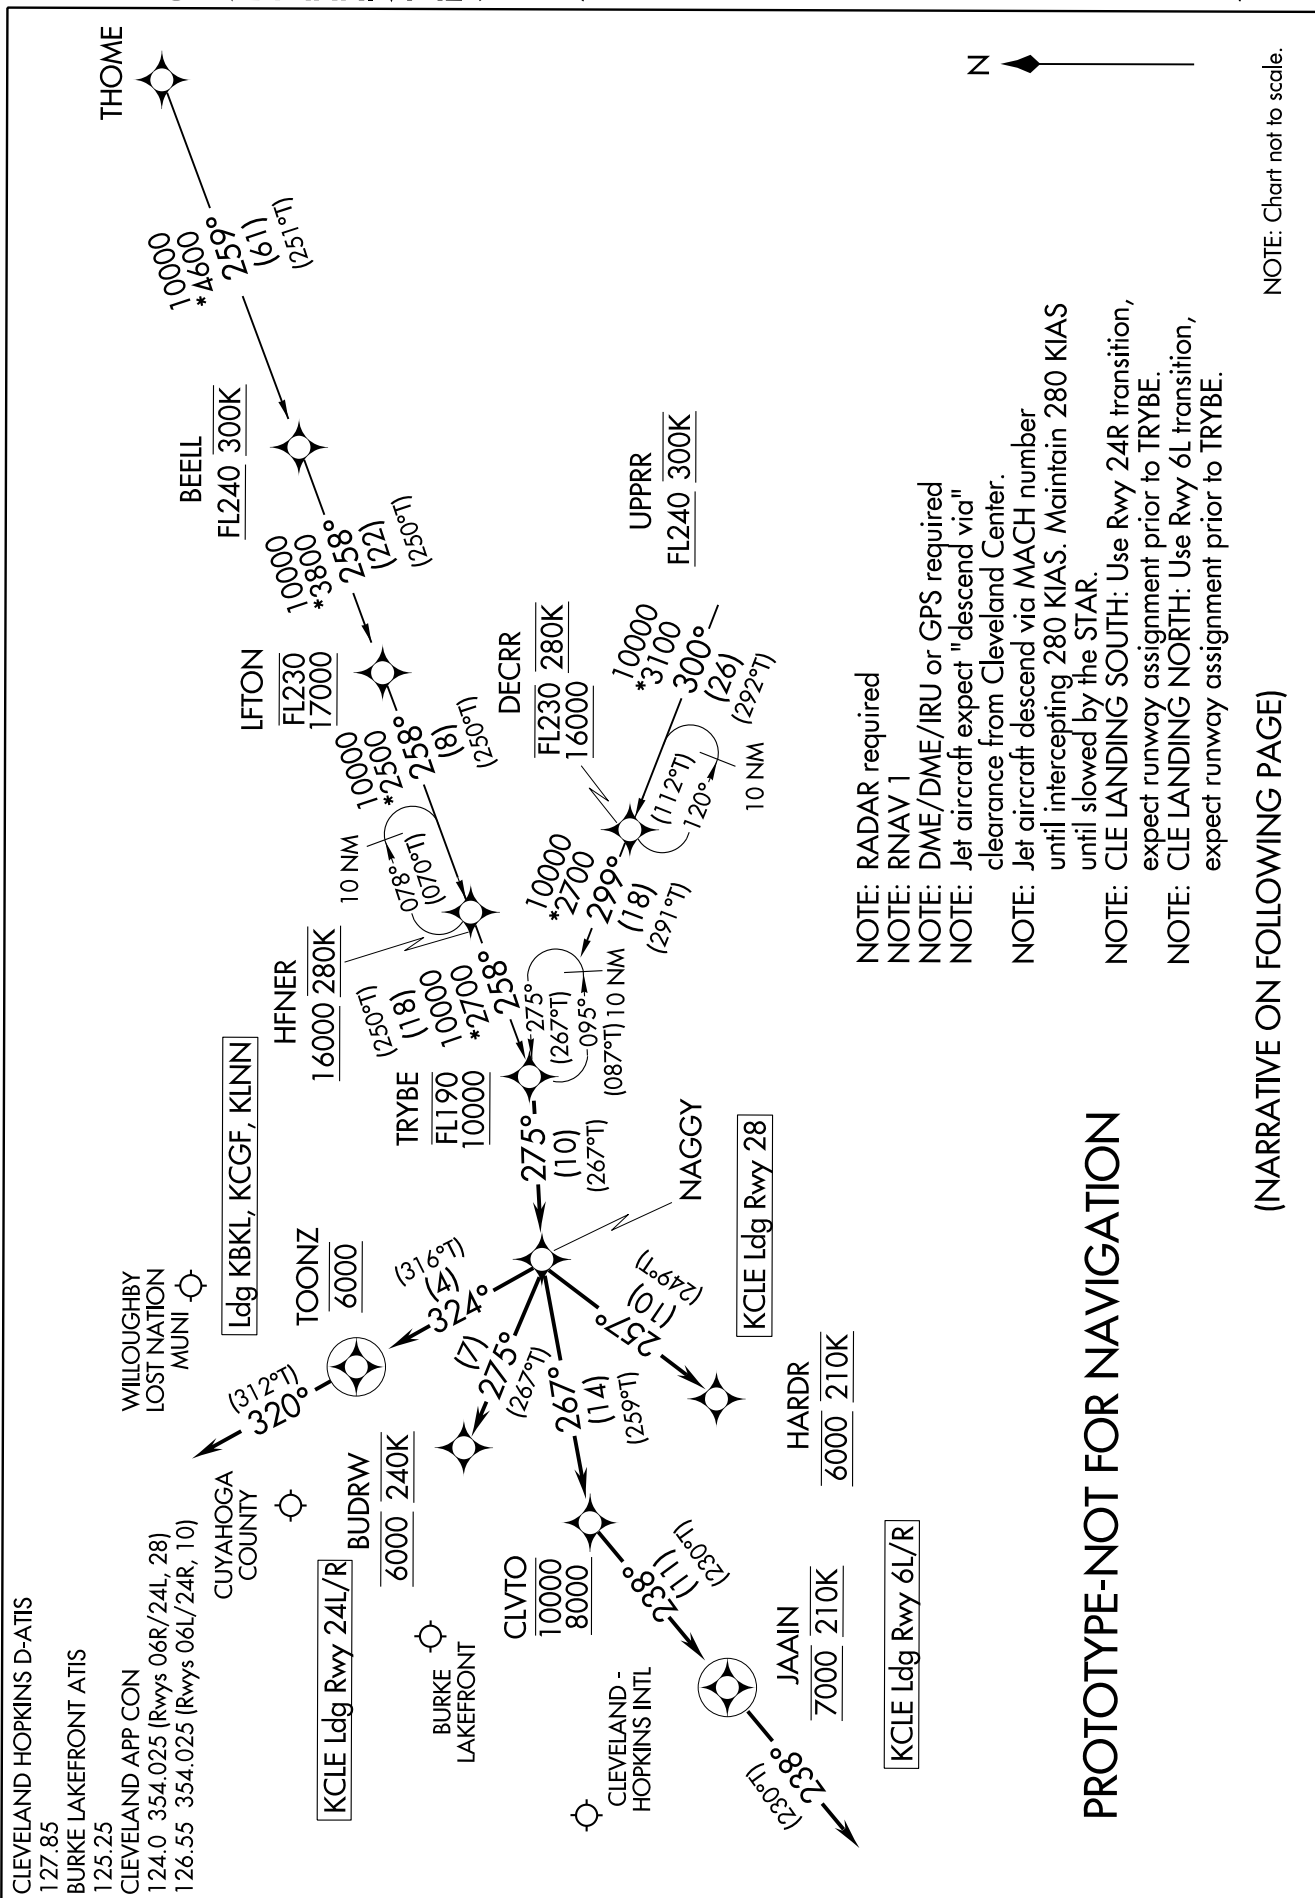 CLEVELAND HOPKINS D-ATIS
127.85
BURKE LAKEFRONT ATIS
125.25
CLEVELAND APP CON
124.0 354.025 (Rwys 06R/24L, 28)
126.55 354.025 (Rwys 06L/24R, 10)
THOME
10000
*4600
259°
(61)
(251°T)
BEELL
FL240 300K
10000
*3800
258°
(22)
(250°T)
LFTON
FL230
17000
10000
*2500
258°
(8)
(250°T)
10 NM
078°
(070°T)
HFNER
16000 280K
(250°T)
(18)
10000
*2700
258°
UPPRR
FL240 300K
10000
*3100
300°
(26)
(292°T)
DECRR
FL230 280K
16000
(112°T)
120°
10 NM
10000
*2700
299°
(18)
(291°T)
TRYBE
FL190
10000
275°
(267°T)
095°
(087°T)
10 NM
275°
(10)
(267°T)
NAGGY
WILLOUGHBY
LOST NATION
MUNI
Ldg KBKL, KCGF, KLNN
TOONZ
6000
(316°T)
(4)
324°
(312°T)
320°
CUYAHOGA
COUNTY
KCLE Ldg Rwy 24L/R
BUDRW
6000 240K
(7)
275°
(267°T)
BURKE
LAKEFRONT
CLVTO
10000
8000
267°
(14)
(259°T)
KCLE Ldg Rwy 28
HARDR
6000 210K
(249°T)
(10)
257°
CLEVELAND -
HOPKINS INTL
238°
(11)
(230°T)
JAAIN
7000 210K
KCLE Ldg Rwy 6L/R
238°
(230°T)
N
NOTE: RADAR required
NOTE: RNAV 1
NOTE: DME/DME/IRU or GPS required
NOTE: Jet aircraft expect "descend via"
clearance from Cleveland Center.
NOTE: Jet aircraft descend via MACH number
until intercepting 280 KIAS. Maintain 280 KIAS
until slowed by the STAR.
NOTE: CLE LANDING SOUTH: Use Rwy 24R transition,
expect runway assignment prior to TRYBE.
NOTE: CLE LANDING NORTH: Use Rwy 6L transition,
expect runway assignment prior to TRYBE.
PROTOTYPE-NOT FOR NAVIGATION
(NARRATIVE ON FOLLOWING PAGE)
NOTE: Chart not to scale.